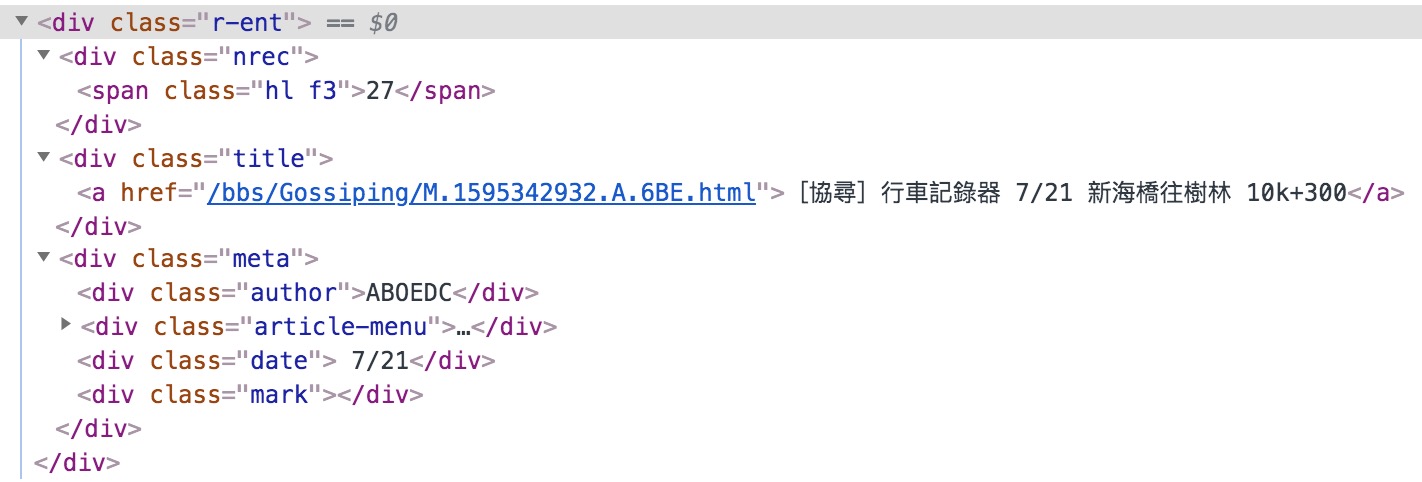 ▼<div class="r-ent"> == $0
▼<div class="nrec">
<span class="hl f3">27</span>
</div>
▼<div class="title">
<a href="/bbs/Gossiping/M.1595342932.A.6BE.html">[協尋] 行車記錄器 7/21 新海橋往樹林 10k+300</a>
</div>
▼<div class="meta">
<div class="author">ABOEDC</div>
▶<div class="article-menu">…</div>
<div class="date"> 7/21</div>
<div class="mark"></div>
</div>
</div>